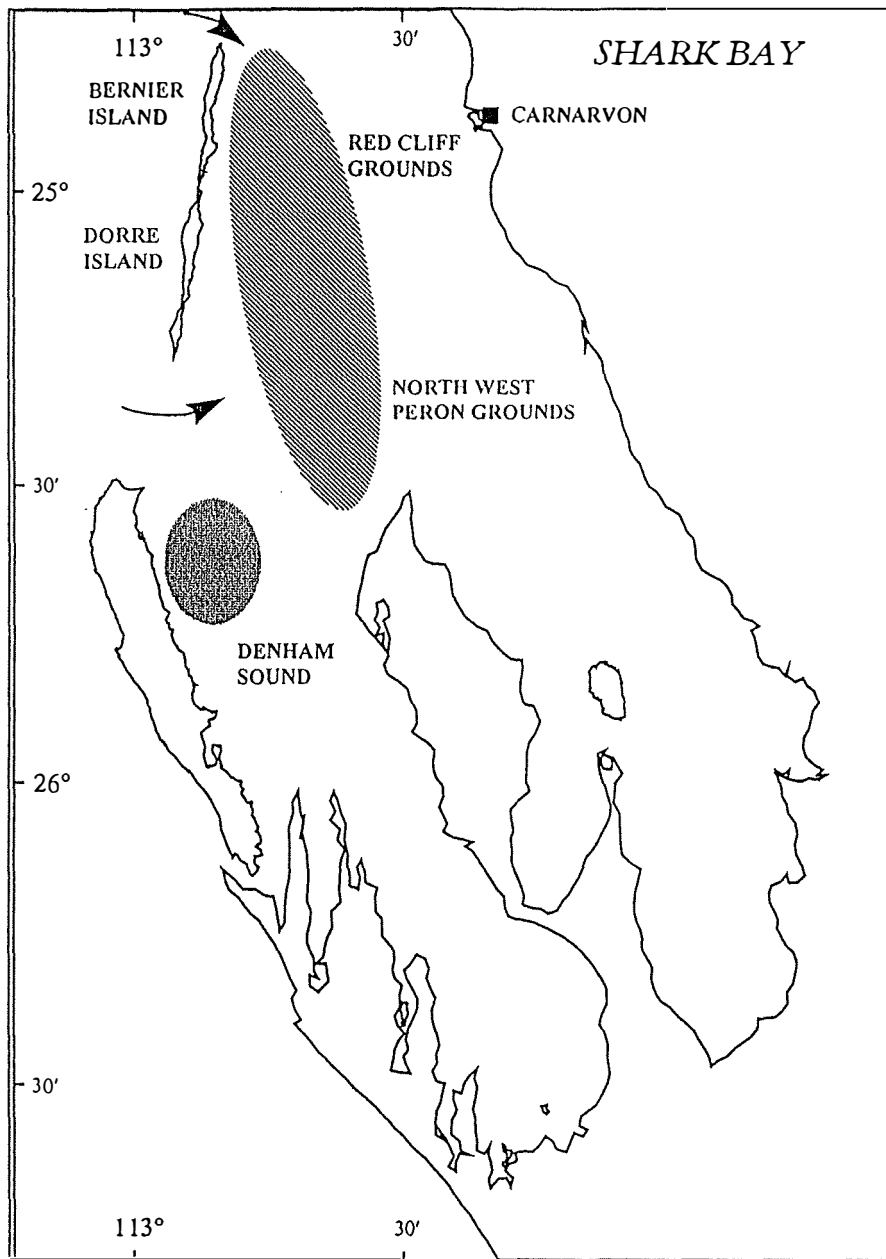 113°
30'
SHARK BAY
BERNIER
ISLAND
CARNARVON
RED CLIFF
GROUNDS
25°
DORRE
ISLAND
NORTH WEST
PERON GROUNDS
30'
DENHAM
SOUND
26°
30'
113°
30'